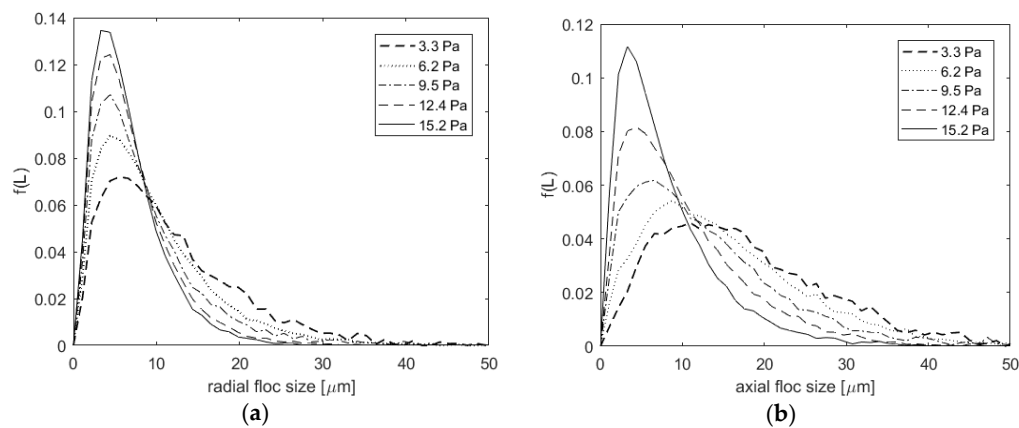 0.14
0.12
0.1
0.08
0.06
0.04
0.02
0
f(L)
3.3 Pa
6.2 Pa
9.5 Pa
12.4 Pa
15.2 Pa
0 10 20 30 40 50
radial floc size [μm]
(a)
0.12
0.1
0.08
0.06
0.04
0.02
0
f(L)
3.3 Pa
6.2 Pa
9.5 Pa
12.4 Pa
15.2 Pa
0 10 20 30 40 50
axial floc size [μm]
(b)